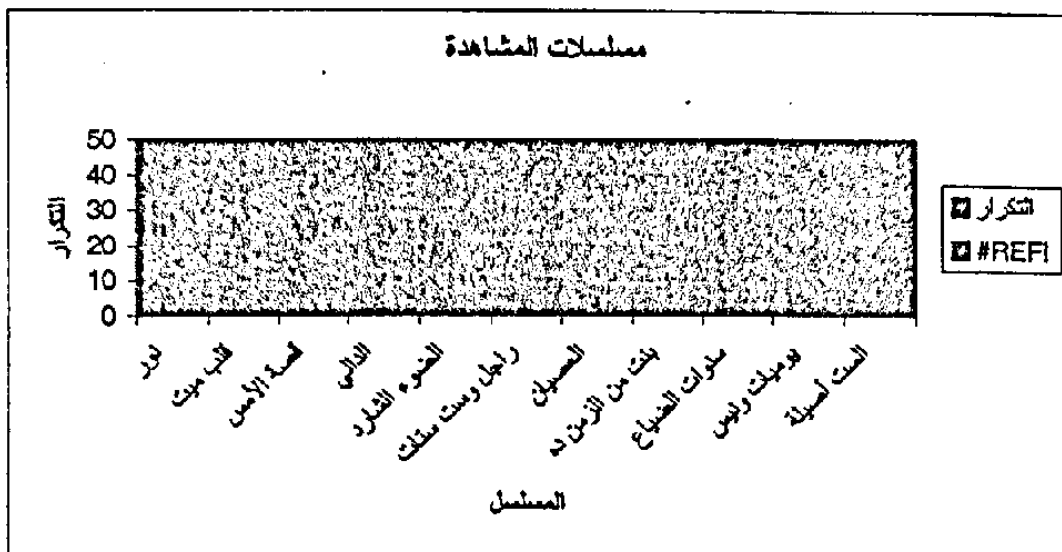 مسلسلات المشاهدة
50
40
30
20
10
0
التكرار
نور
قلب ميت
قصة الأمس
الدالي
الضوء الشارد
راجل وست ستات
العصيان
بنت من الزمن ده
سنوات الضياع
يوميات ونيس
الست أصيلة
المسلسل
التكرار
#REF!